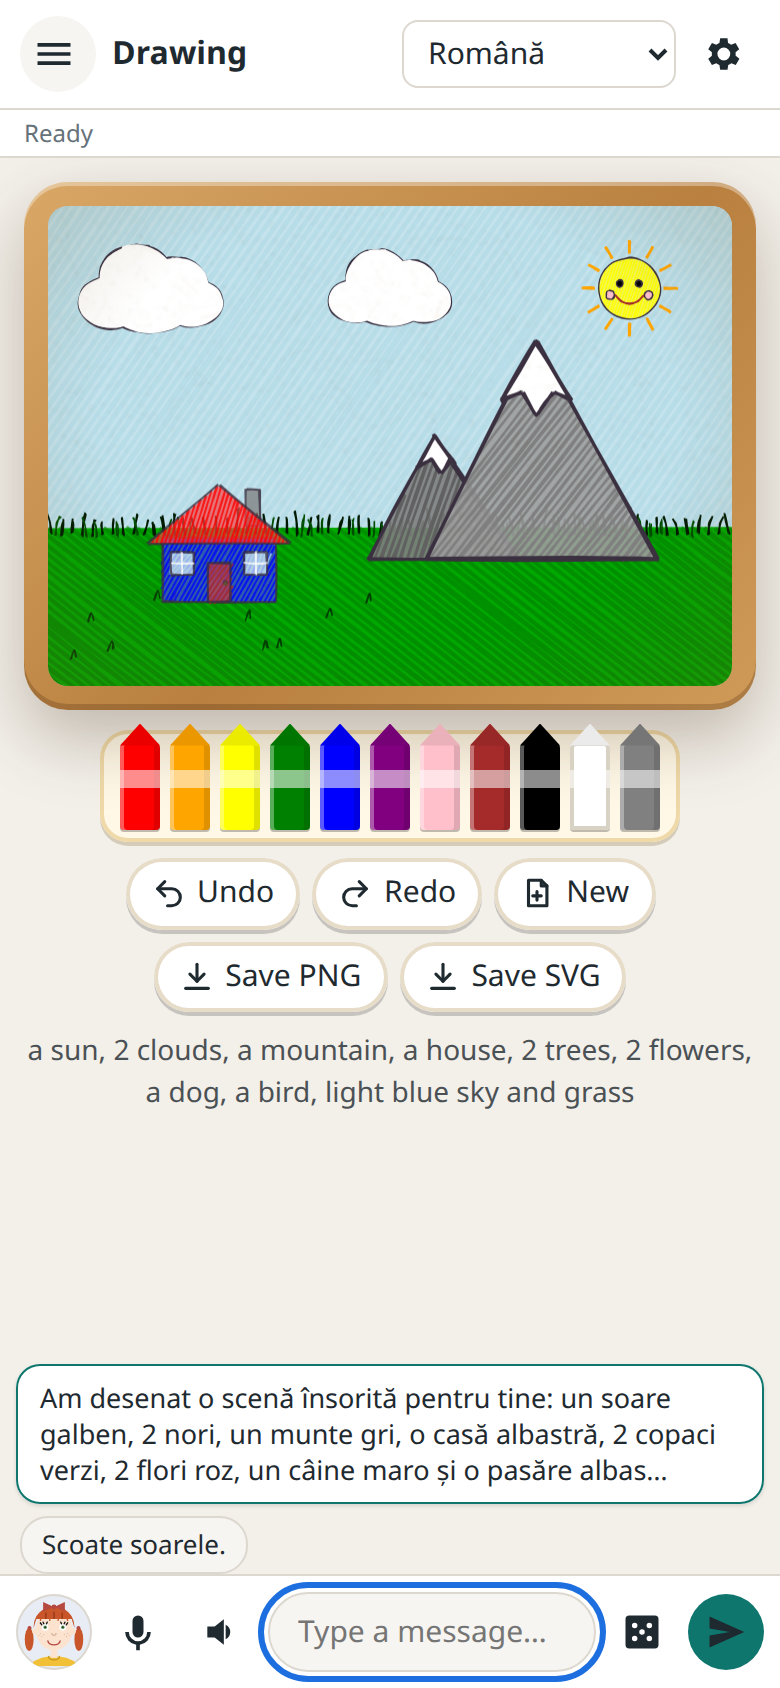 Drawing
Română
Ready
Undo
Redo
New
Save PNG
Save SVG
a sun, 2 clouds, a mountain, a house, 2 trees, 2 flowers,
a dog, a bird, light blue sky and grass
Am desenat o scenă însorită pentru tine: un soare
galben, 2 nori, un munte gri, o casă albastră, 2 copaci
verzi, 2 flori roz, un câine maro și o pasăre albas...
Scoate soarele.
Type a message...